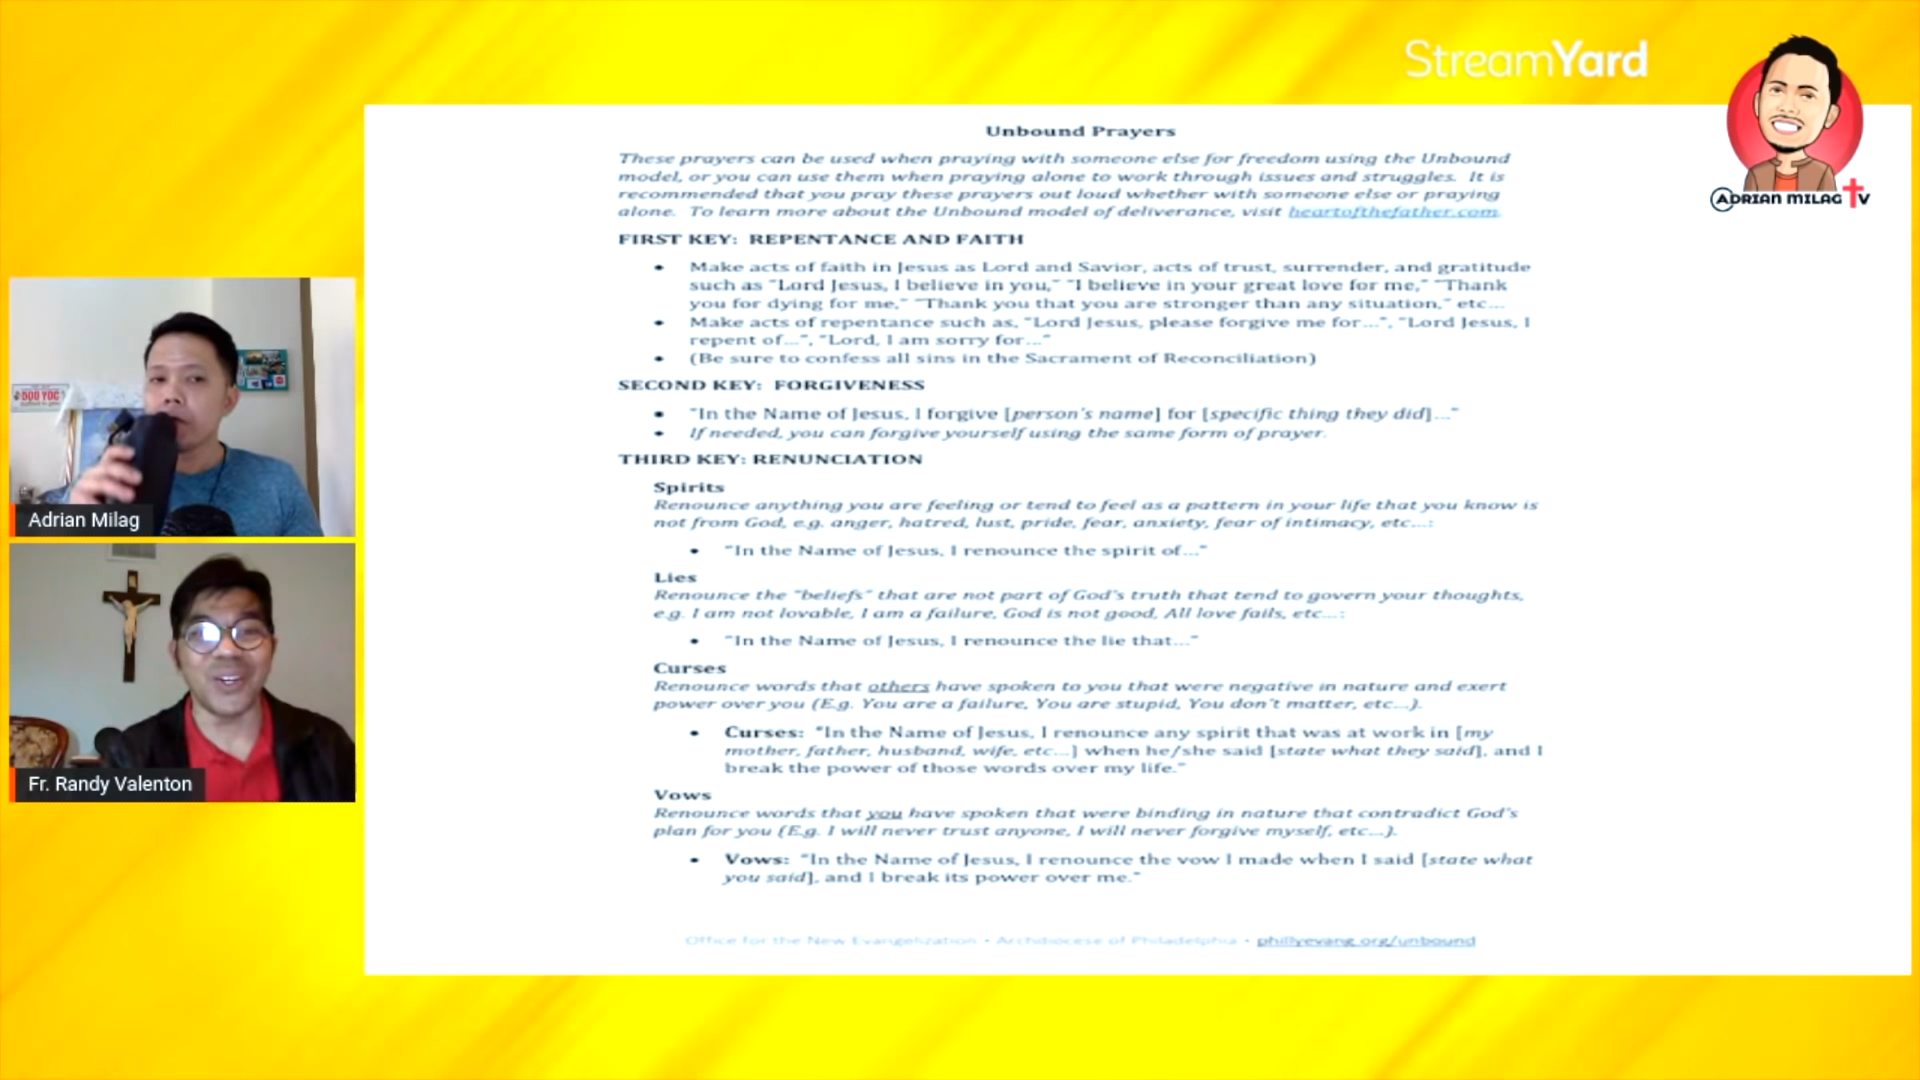 StreamYard
ADRIAN MILAG TV
Unbound Prayers
These prayers can be used when praying with someone else for freedom using the Unbound
model, or you can use them when praying alone to work through issues and struggles. It is
recommended that you pray these prayers out loud whether with someone else or praying
alone. To learn more about the Unbound model of deliverance, visit heartofthefather.com.
FIRST KEY: REPENTANCE AND FAITH
• Make acts of faith in Jesus as Lord and Savior, acts of trust, surrender, and gratitude
such as "Lord Jesus, I believe in you," "I believe in your great love for me," "Thank
you for dying for me," "Thank you that you are stronger than any situation," etc...
• Make acts of repentance such as, "Lord Jesus, please forgive me for...", "Lord Jesus, I
repent of...", "Lord, I am sorry for..."
• (Be sure to confess all sins in the Sacrament of Reconciliation)
SECOND KEY: FORGIVENESS
• "In the Name of Jesus, I forgive [person's name] for [specific thing they did]..."
• If needed, you can forgive yourself using the same form of prayer.
THIRD KEY: RENUNCIATION
Spirits
Renounce anything you are feeling or tend to feel as a pattern in your life that you know is
not from God, e.g. anger, hatred, lust, pride, fear, anxiety, fear of intimacy, etc...:
• "In the Name of Jesus, I renounce the spirit of..."
Lies
Renounce the "beliefs" that are not part of God's truth that tend to govern your thoughts,
e.g. I am not lovable, I am a failure, God is not good, All love fails, etc...:
• "In the Name of Jesus, I renounce the lie that..."
Curses
Renounce words that others have spoken to you that were negative in nature and exert
power over you (E.g. You are a failure, You are stupid, You don't matter, etc...).
• Curses: "In the Name of Jesus, I renounce any spirit that was at work in [my
mother, father, husband, wife, etc...] when he/she said [state what they said], and I
break the power of those words over my life."
Vows
Renounce words that you have spoken that were binding in nature that contradict God's
plan for you (E.g. I will never trust anyone, I will never forgive myself, etc...).
• Vows: "In the Name of Jesus, I renounce the vow I made when I said [state what
you said], and I break its power over me."
Office for the New Evangelization • Archdiocese of Philadelphia • phillyevang.org/unbound
500 YOC
Adrian Milag
Fr. Randy Valenton